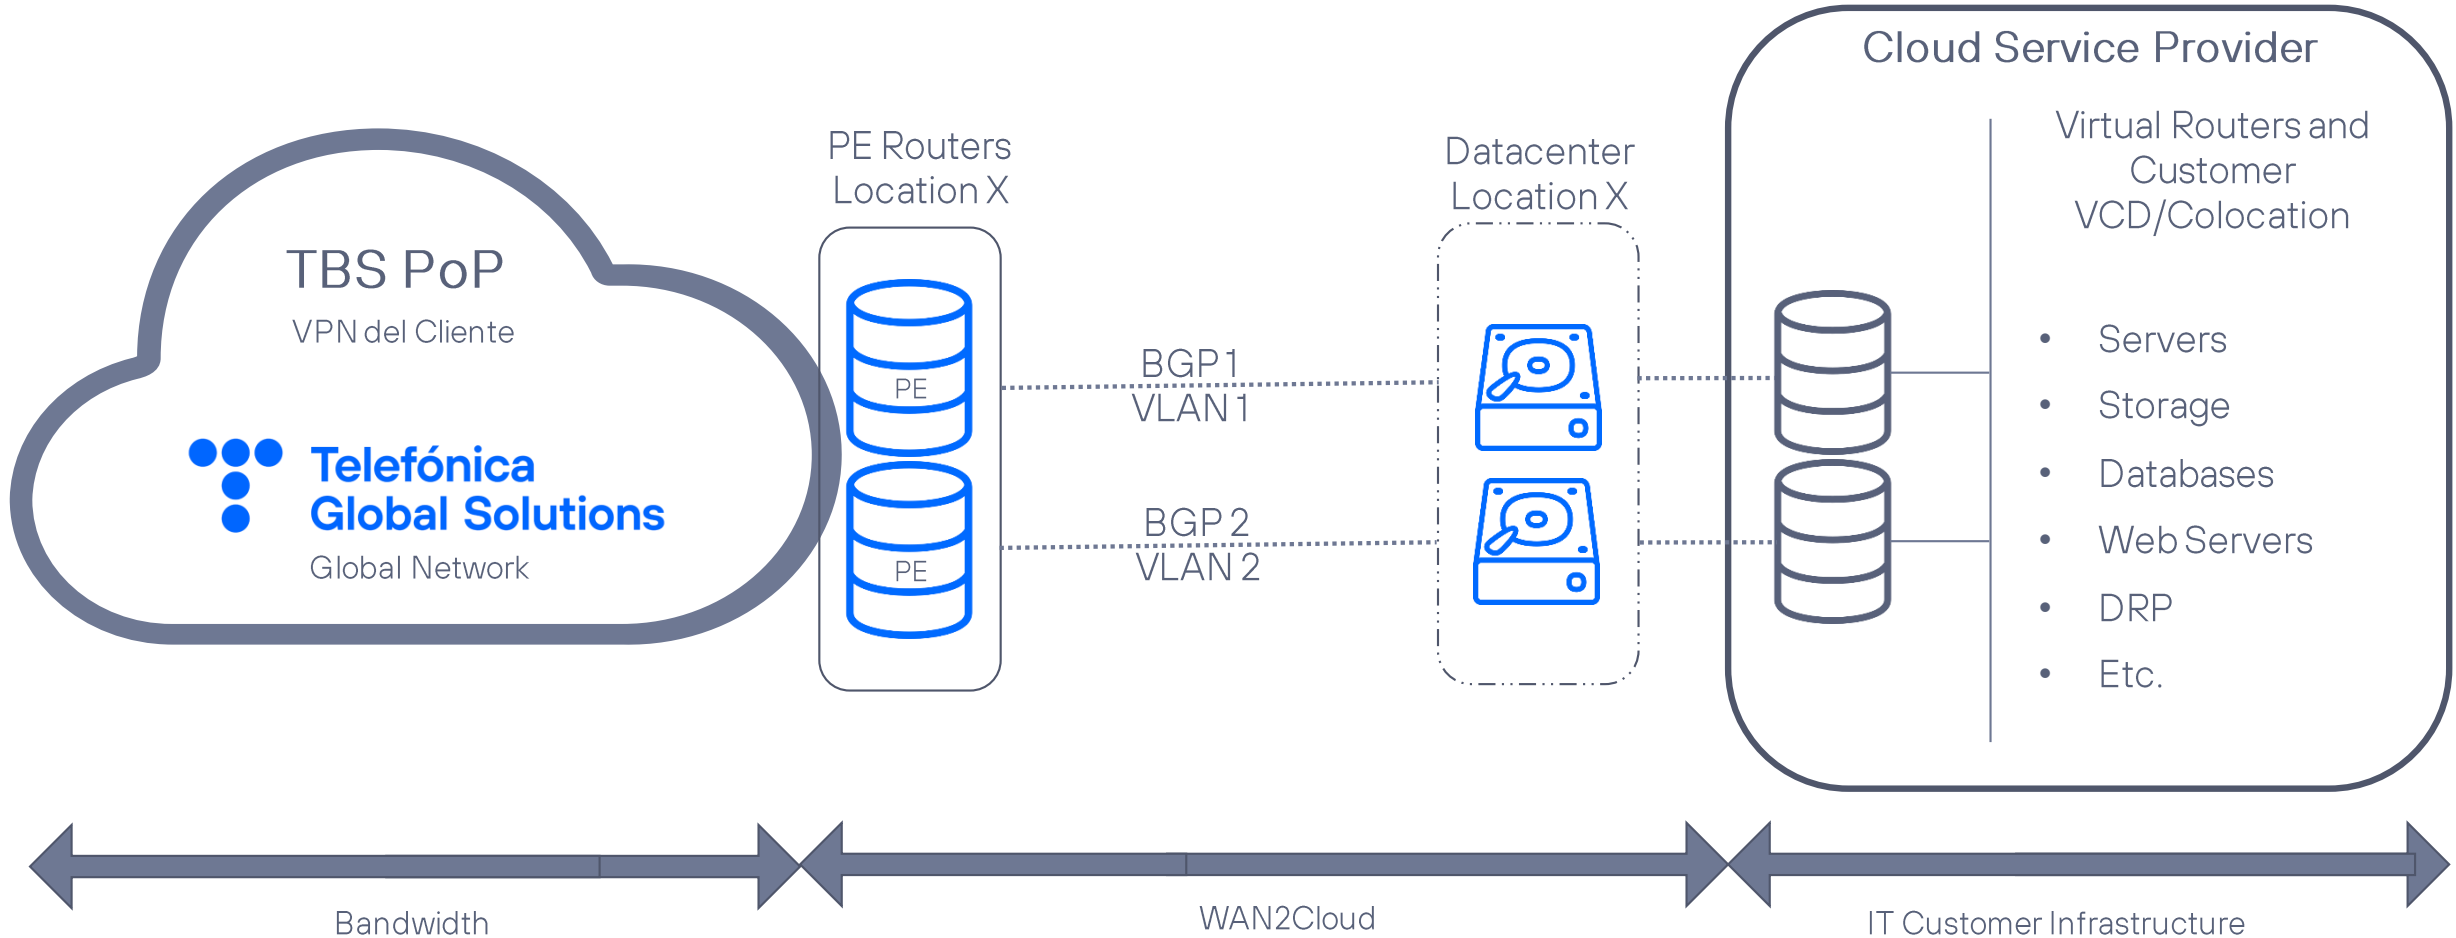 Cloud Service Provider
TBS PoP
VPN del Cliente
Telefónica
Global Solutions
Global Network
PE Routers
Location X
PE
PE
BGP 1
VLAN 1
BGP 2
VLAN 2
Datacenter
Location X
Virtual Routers and
Customer
VCD/Colocation
• Servers
• Storage
• Databases
• Web Servers
• DRP
• Etc.
Bandwidth
WAN2Cloud
IT Customer Infrastructure